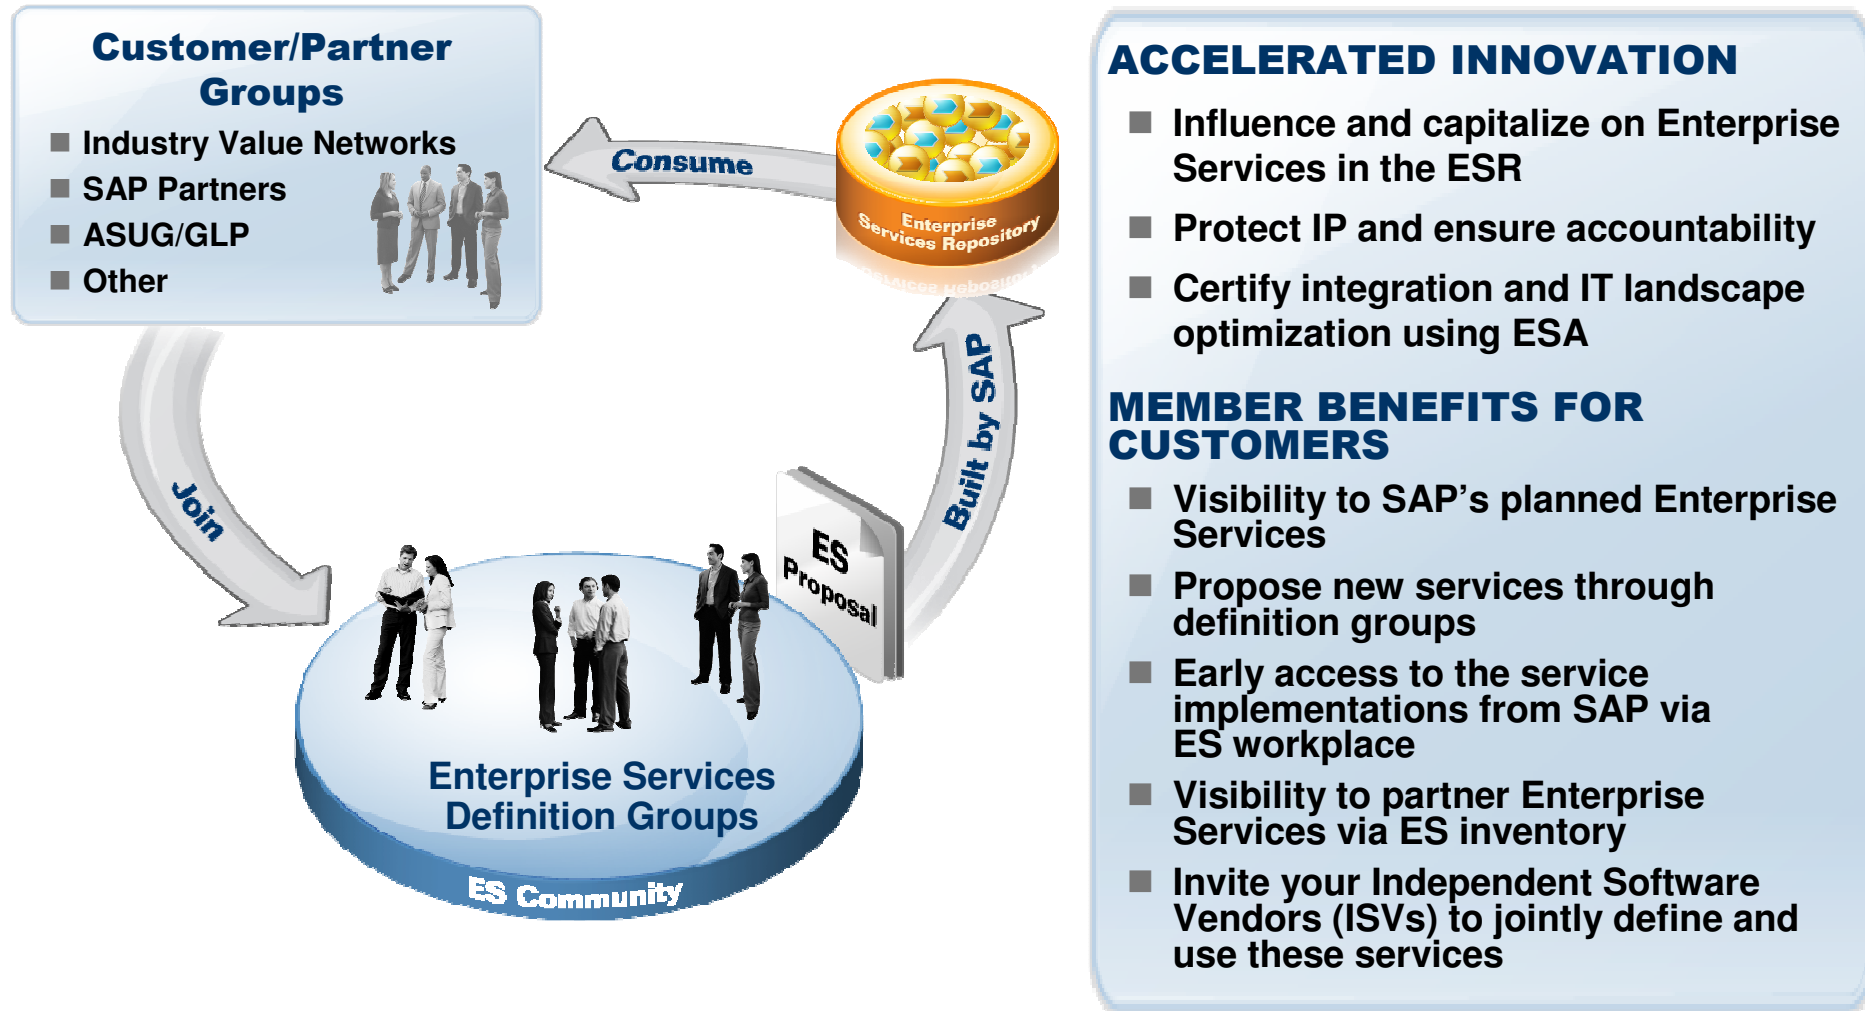 Customer/Partner
Groups
Industry Value Networks
SAP Partners
ASUG/GLP
Other
Consume
Enterprise
Services Repository
Built by SAP
Join
ES
Proposal
Enterprise Services
Definition Groups
ES Community
ACCELERATED INNOVATION
Influence and capitalize on Enterprise
Services in the ESR
Protect IP and ensure accountability
Certify integration and IT landscape
optimization using ESA
MEMBER BENEFITS FOR
CUSTOMERS
Visibility to SAP’s planned Enterprise
Services
Propose new services through
definition groups
Early access to the service
implementations from SAP via
ES workplace
Visibility to partner Enterprise
Services via ES inventory
Invite your Independent Software
Vendors (ISVs) to jointly define and
use these services